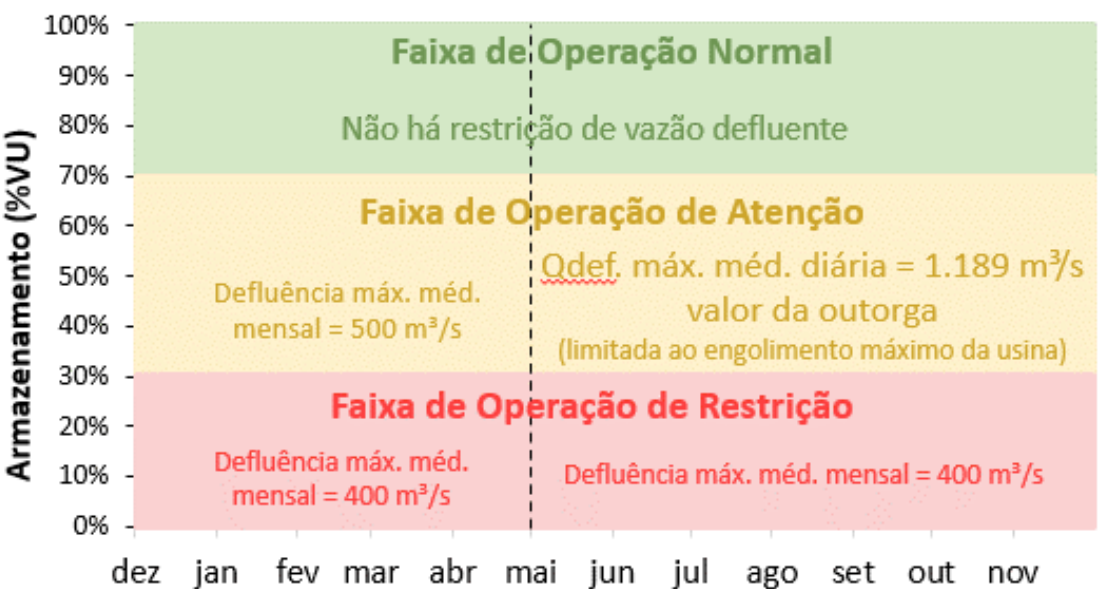 Armazenamento (%VU)
100%
90%
80%
70%
60%
50%
40%
30%
20%
10%
0%
Faixa de Operação Normal
Não há restrição de vazão defluente
Faixa de Operação de Atenção
Defluência máx. méd.
mensal = 500 m³/s
Qdef. máx. méd. diária = 1.189 m³/s
valor da outorga
(limitada ao engolimento máximo da usina)
Faixa de Operação de Restrição
Defluência máx. méd.
mensal = 400 m³/s
Defluência máx. méd. mensal = 400 m³/s
dez jan fev mar abr mai jun jul ago set out nov